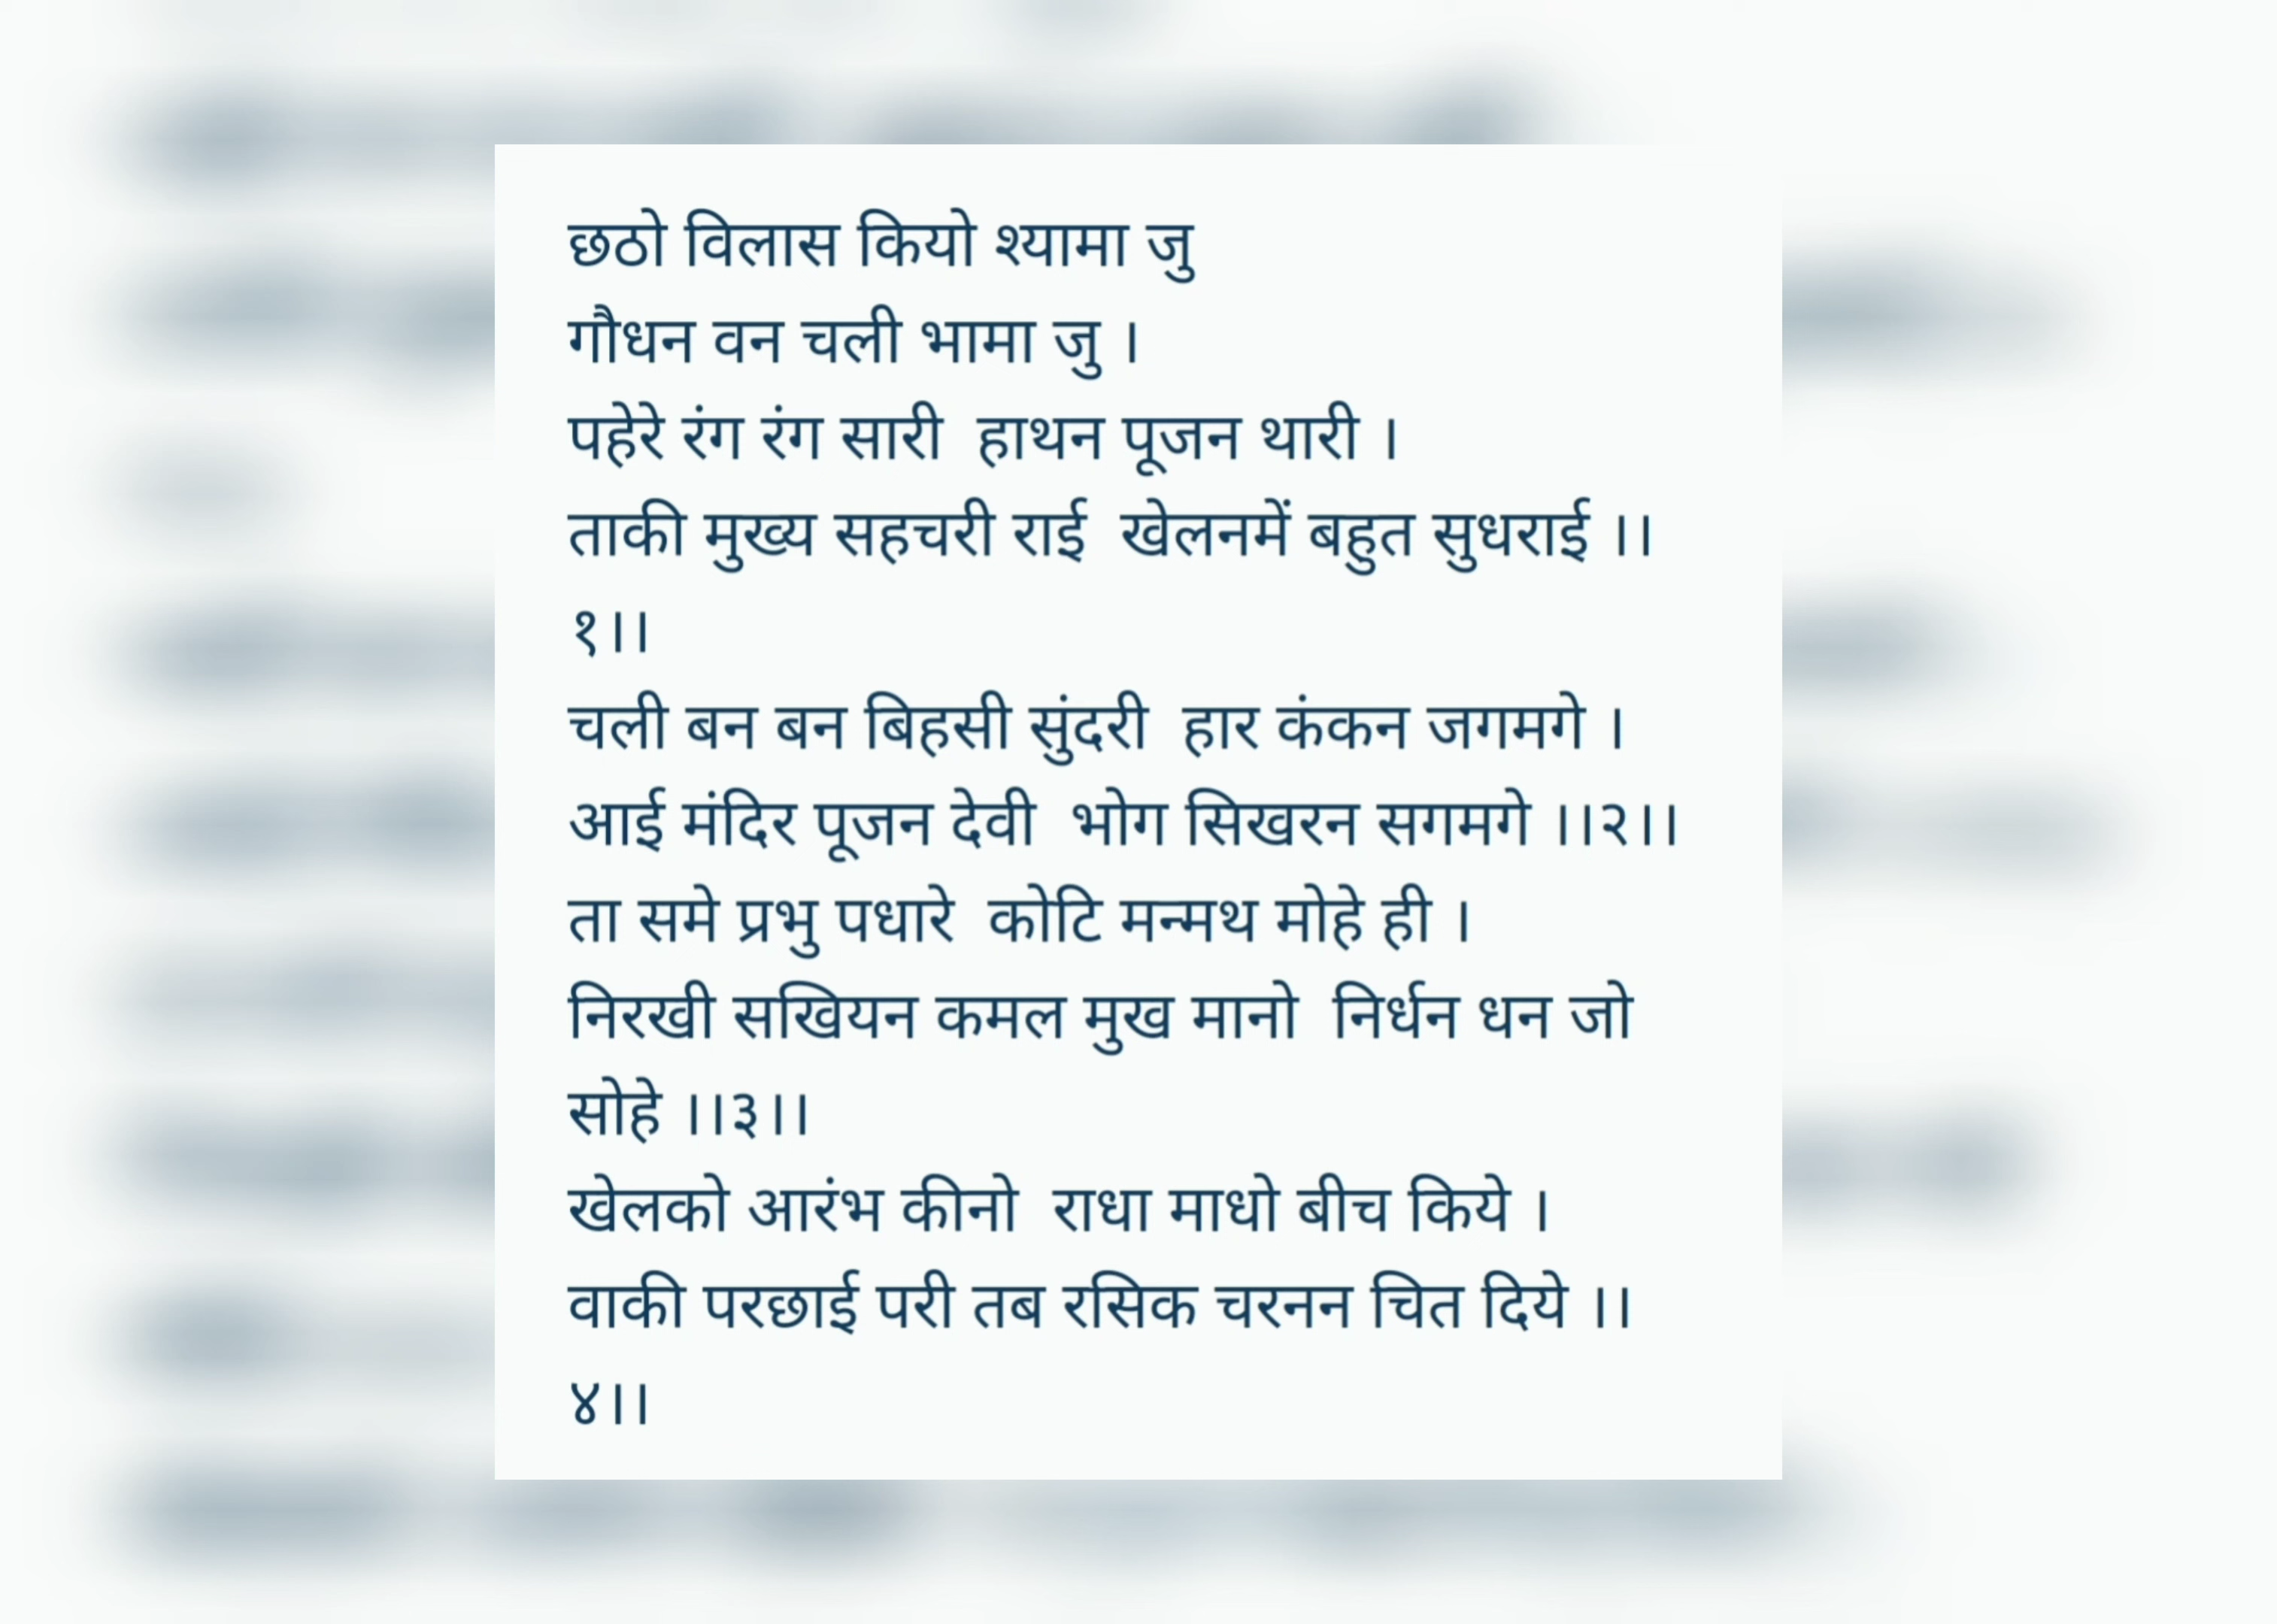 छठो विलास कियो श्यामा जु
गौधन वन चली भामा जु ।
पहेरे रंग रंग सारी  हाथन पूजन थारी ।
ताकी मुख्य सहचरी राई  खेलनमें बहुत सुधराई ।।
१।।
चली बन बन बिहसी सुंदरी  हार कंकन जगमगे ।
आई मंदिर पूजन देवी  भोग सिखरन सगमगे ।।२।।
ता समे प्रभु पधारे  कोटि मन्मथ मोहे ही ।
निरखी सखियन कमल मुख मानो  निर्धन धन जो
सोहे ।।३।।
खेलको आरंभ कीनो  राधा माधो बीच किये ।
वाकी परछाई परी तब रसिक चरनन चित दिये ।।
४।।